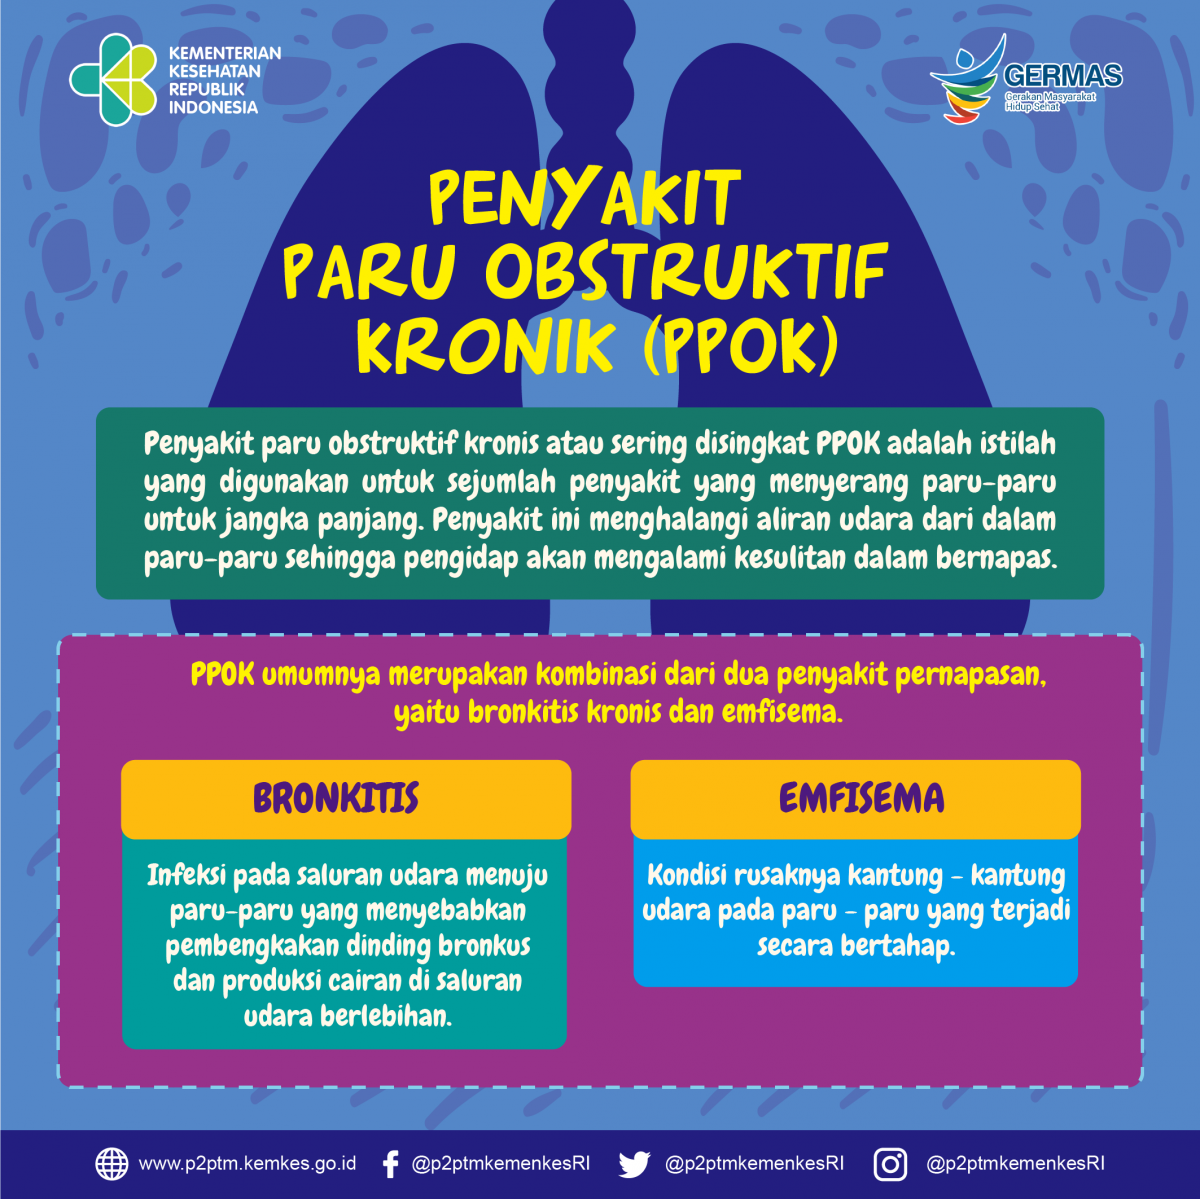 KEMENTERIAN
KESEHATAN
REPUBLIK
INDONESIA
GERMAS
Gerakan Masyarakat
Hidup Sehat
PENYAKIT
PARU OBSTRUKTIF
KRONIK (PPOK)
Penyakit paru obstruktif kronis atau sering disingkat PPOK adalah istilah
yang digunakan untuk sejumlah penyakit yang menyerang paru-paru
untuk jangka panjang. Penyakit ini menghalangi aliran udara dari dalam
paru-paru sehingga pengidap akan mengalami kesulitan dalam bernapas.
PPOK umumnya merupakan kombinasi dari dua penyakit pernapasan,
yaitu bronkitis kronis dan emfisema.
BRONKITIS
Infeksi pada saluran udara menuju
paru-paru yang menyebabkan
pembengkakan dinding bronkus
dan produksi cairan di saluran
udara berlebihan.
EMFISEMA
Kondisi rusaknya kantung - kantung
udara pada paru - paru yang terjadi
secara bertahap.
www.p2ptm.kemkes.go.id
@p2ptmkemenkesRI
@p2ptmkemenkesRI
@p2ptmkemenkesRI